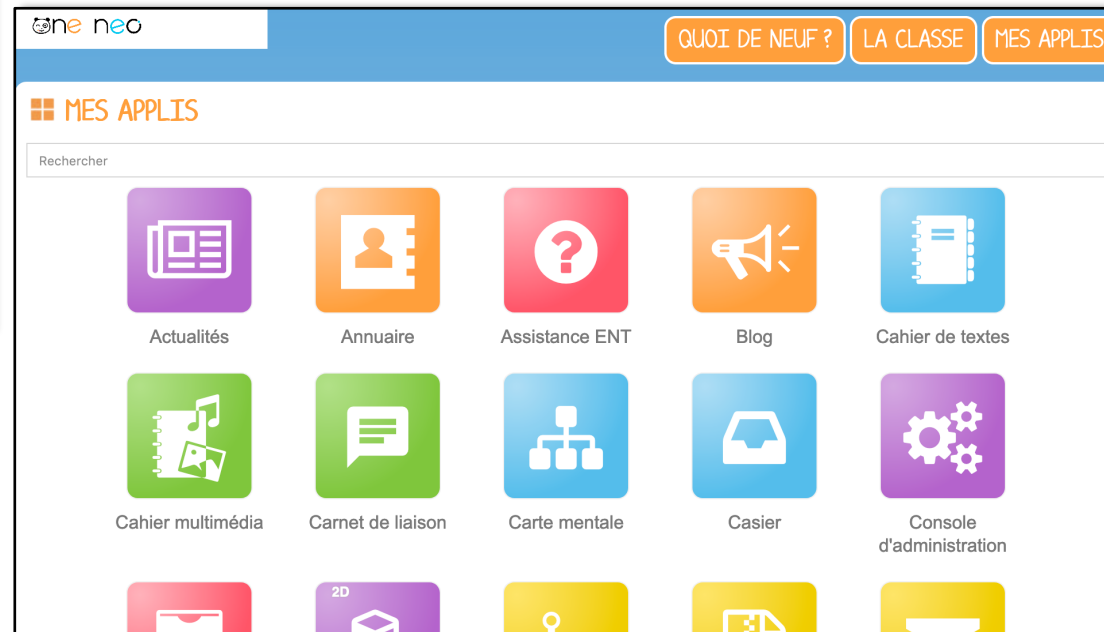 One neo
QUOI DE NEUF ?
LA CLASSE
MES APPLIS
MES APPLIS
Rechercher
Actualités
Annuaire
Assistance ENT
Blog
Cahier de textes
Cahier multimédia
Carnet de liaison
Carte mentale
Casier
Console
d'administration
2D